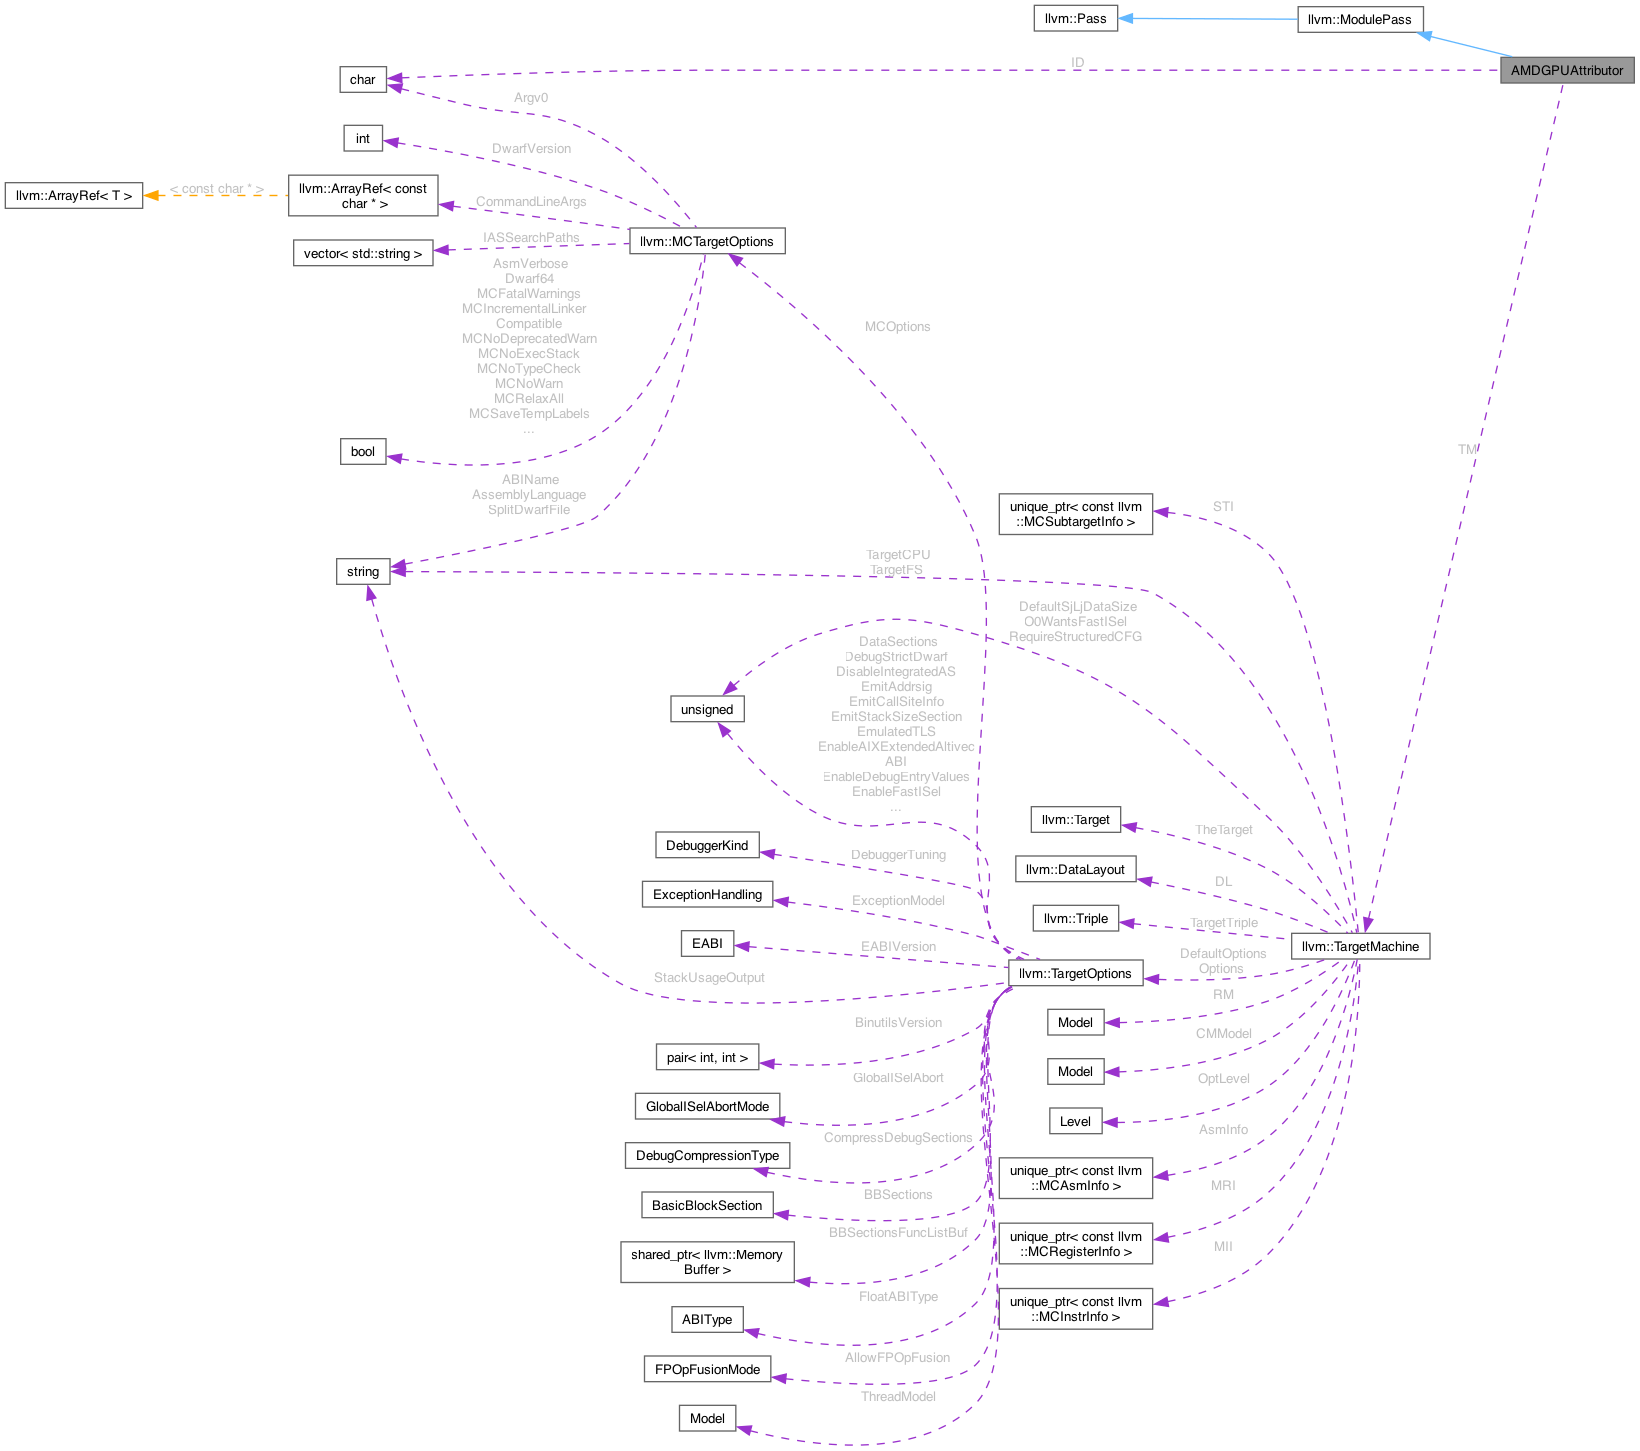 llvm::Pass
llvm::ModulePass
AMDGPUAttributor
ID
char
Argv0
int
DwarfVersion
llvm::ArrayRef< T >
< const char * >
llvm::ArrayRef< const
char * >
CommandLineArgs
vector< std::string >
IASSearchPaths
llvm::MCTargetOptions
AsmVerbose
Dwarf64
MCFatalWarnings
MCIncrementalLinker
Compatible
MCNoDeprecatedWarn
MCNoExecStack
MCNoTypeCheck
MCNoWarn
MCRelaxAll
MCSaveTempLabels
...
MCOptions
bool
TM
ABIName
AssemblyLanguage
SplitDwarfFile
unique_ptr< const llvm
::MCSubtargetInfo >
STI
string
TargetCPU
TargetFS
DefaultSjLjDataSize
O0WantsFastISel
RequireStructuredCFG
unsigned
DataSections
DebugStrictDwarf
DisableIntegratedAS
EmitAddrsig
EmitCallSiteInfo
EmitStackSizeSection
EmulatedTLS
EnableAIXExtendedAltivec
ABI
EnableDebugEntryValues
EnableFastISel
...
llvm::Target
TheTarget
DebuggerKind
DebuggerTuning
llvm::DataLayout
DL
ExceptionHandling
ExceptionModel
llvm::Triple
TargetTriple
EABI
EABIVersion
llvm::TargetMachine
StackUsageOutput
llvm::TargetOptions
DefaultOptions
Options
RM
Model
BinutilsVersion
pair< int, int >
CMModel
Model
GlobalISelAbort
GlobalISelAbortMode
OptLevel
Level
CompressDebugSections
DebugCompressionType
AsmInfo
unique_ptr< const llvm
::MCAsmInfo >
BBSections
BasicBlockSection
MRI
unique_ptr< const llvm
::MCRegisterInfo >
BBSectionsFuncListBuf
shared_ptr< llvm::Memory
Buffer >
MII
unique_ptr< const llvm
::MCInstrInfo >
FloatABIType
ABIType
AllowFPOpFusion
FPOpFusionMode
ThreadModel
Model